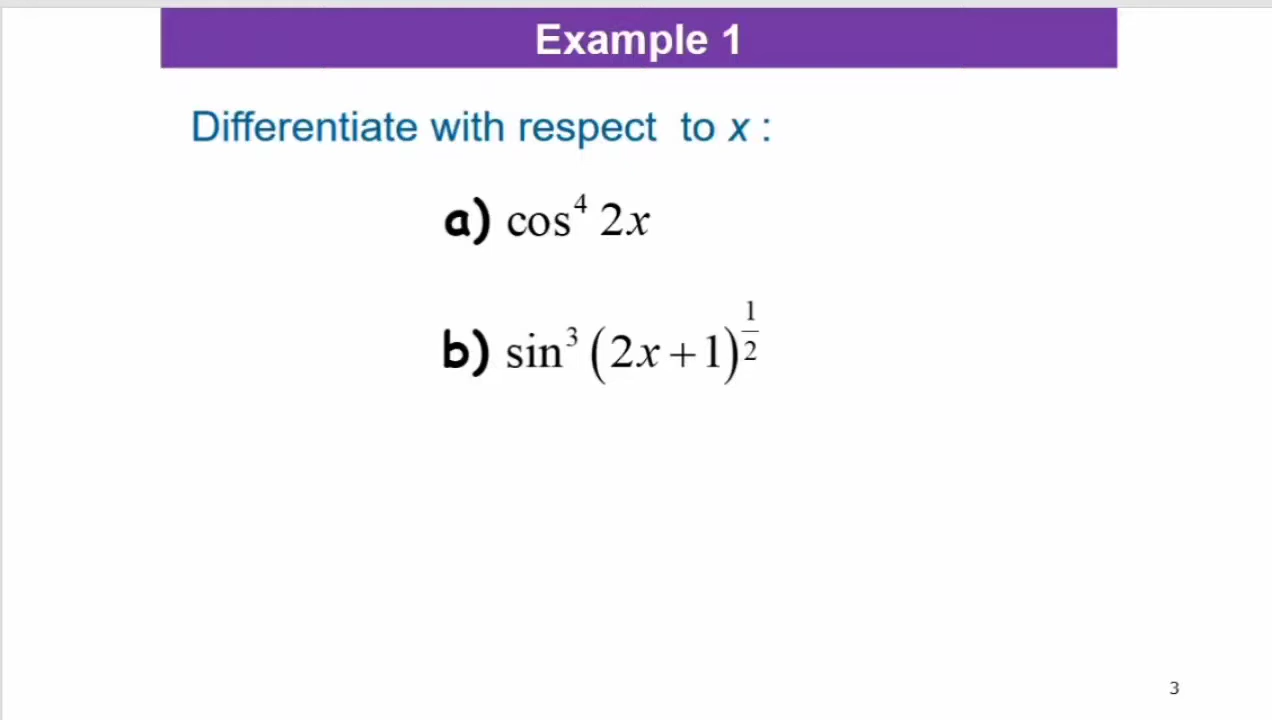 Example 1
Differentiate with respect to x :
a) cos⁴ 2x
b) sin³ (2x+1)^(1/2)
3